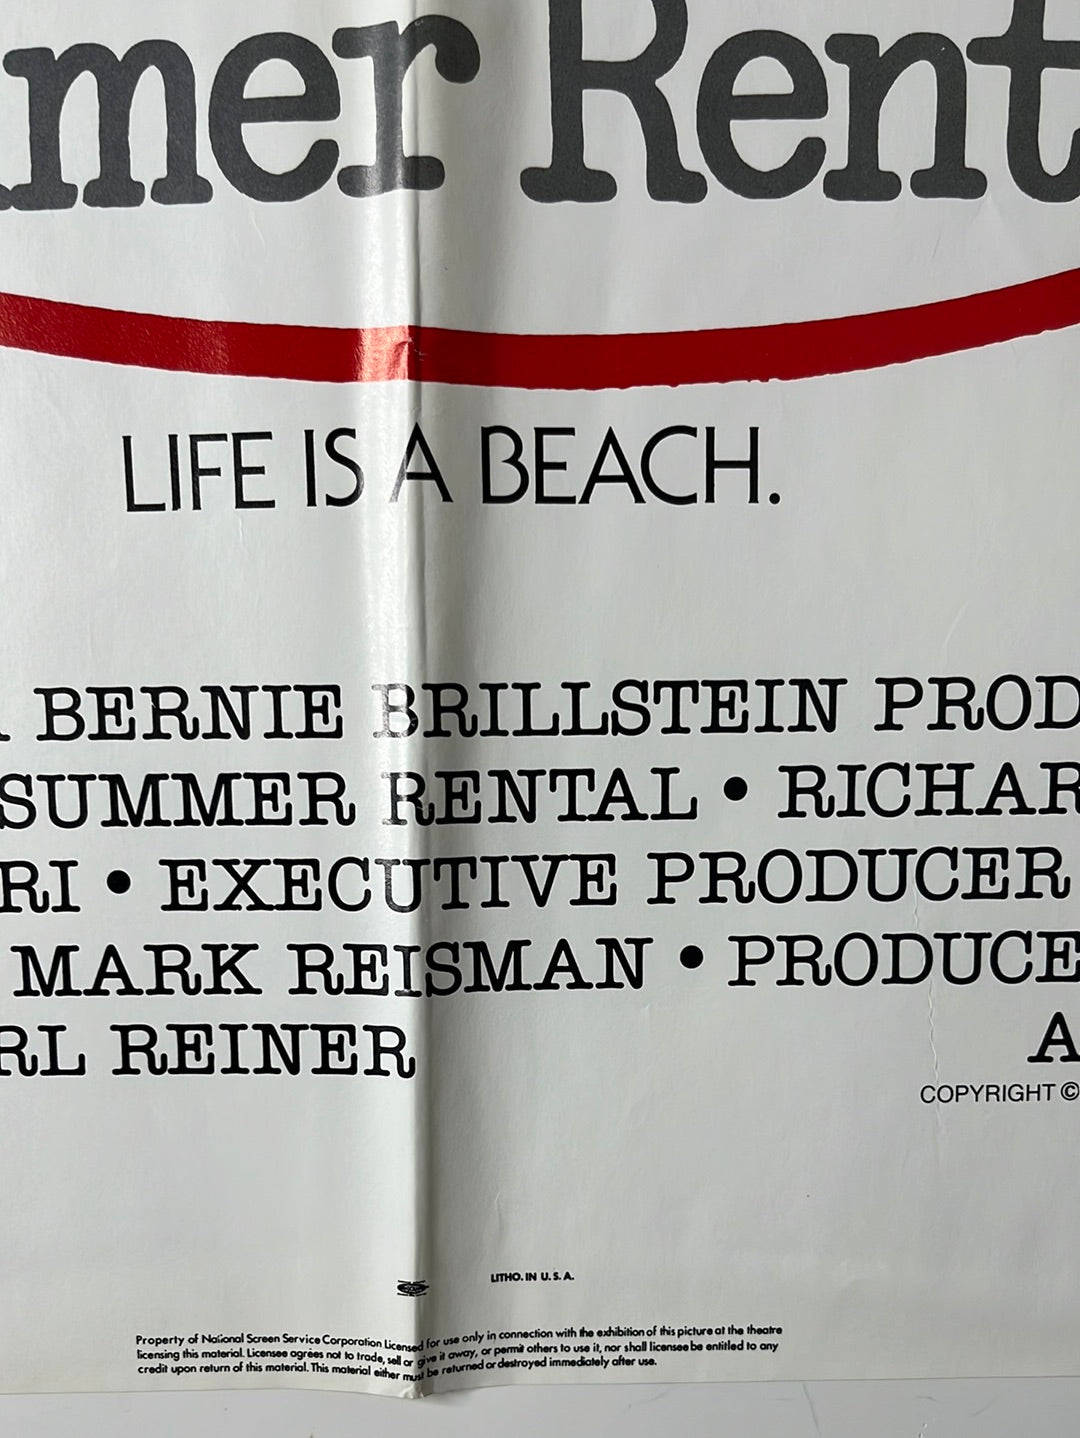 mer Rent
LIFE IS A BEACH.
BERNIE BRILLSTEIN PROD
SUMMER RENTAL • RICHAR
RI • EXECUTIVE PRODUCER
MARK REISMAN • PRODUCE
RL REINER A
COPYRIGHT ©
LITHO. IN U. S. A.
Property of National Screen Service Corporation Licensed for use only in connection with the exhibition of this picture at the theatre
licensing this material. Licensee agrees not to trade, sell or give it away, or permit others to use it, nor shall licensee be entitled to any
credit upon return of this material. This material either must be returned or destroyed immediately after use.